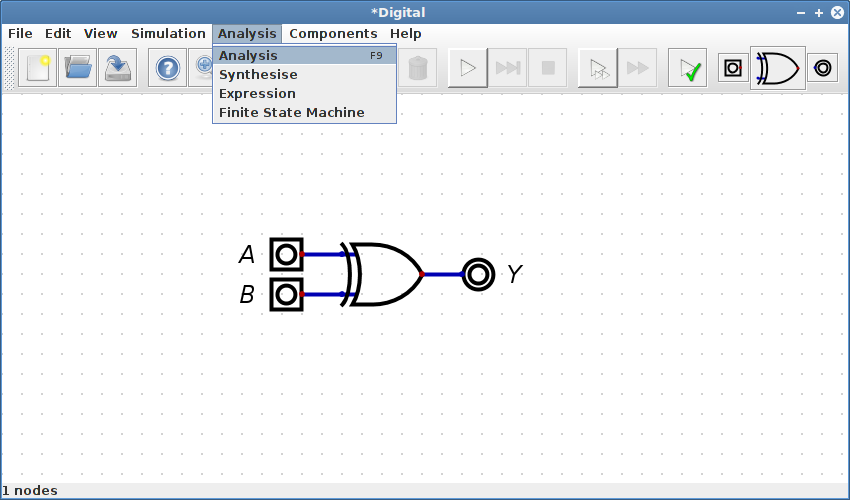 *Digital
File Edit View Simulation Analysis Components Help
Analysis F9
Synthesise
Expression
Finite State Machine
?
A
B
Y
1 nodes